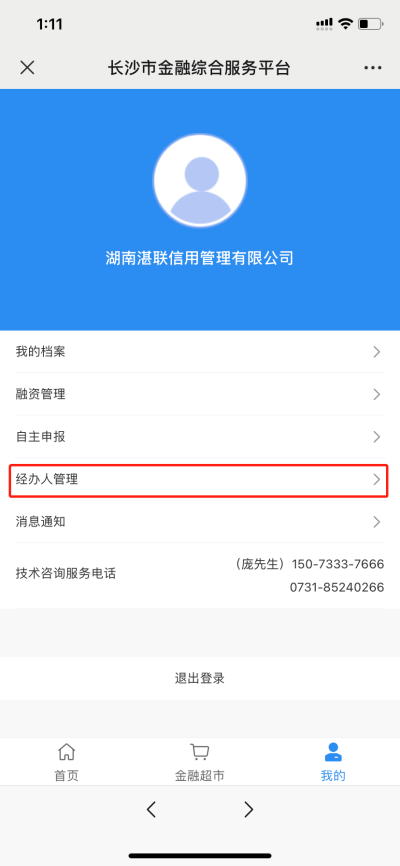 1:11
长沙市金融综合服务平台
湖南湛联信用管理有限公司
我的档案
融资管理
自主申报
经办人管理
消息通知
技术咨询服务电话
（庞先生）150-7333-7666
0731-85240266
退出登录
首页
金融超市
我的